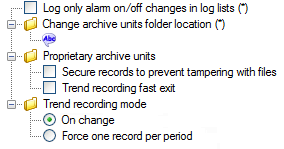 Log only alarm on/off changes in log lists (*)
Change archive units folder location (*)
Abc
Proprietary archive units
Secure records to prevent tampering with files
Trend recording fast exit
Trend recording mode
On change
Force one record per period